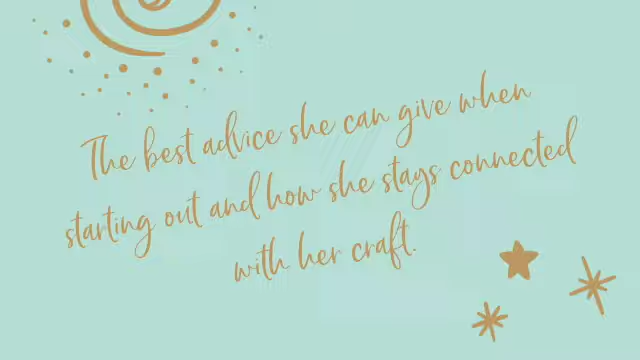 The best advice she can give when
starting out and how she stays connected
with her craft.